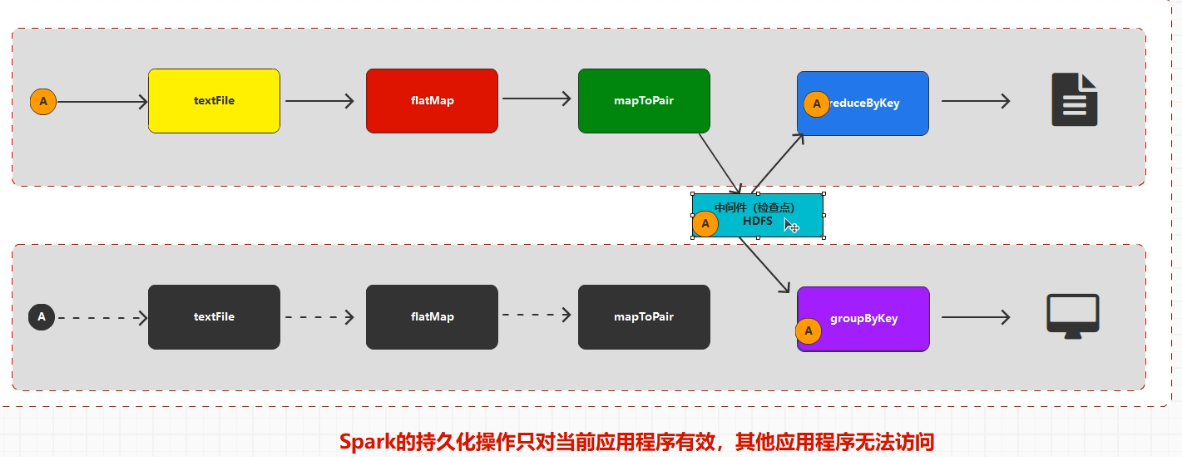 A
textFile
flatMap
mapToPair
A
reduceByKey
中间件（检查点）
HDFS
A
A
textFile
flatMap
mapToPair
A
groupByKey
Spark的持久化操作只对当前应用程序有效，其他应用程序无法访问